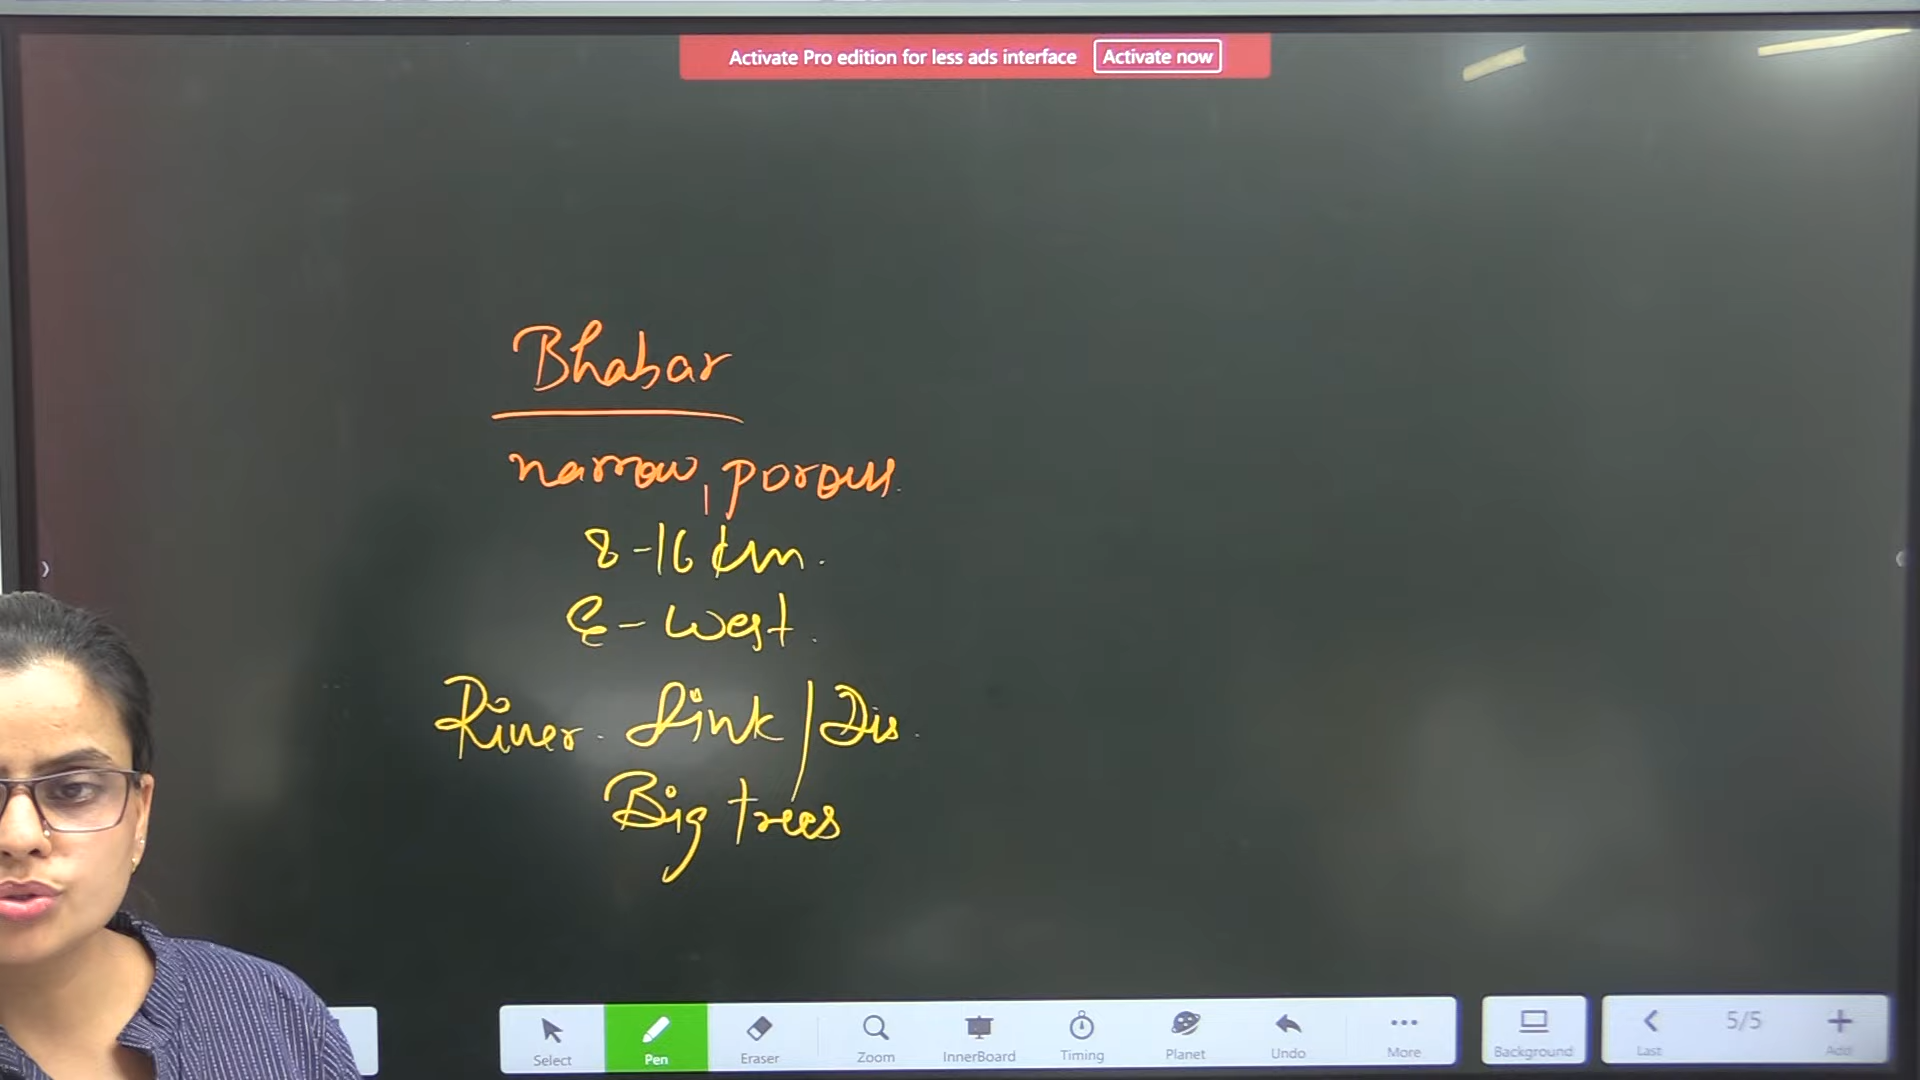 Activate Pro edition for less ads interface Activate now
Bhabar
narrow, porous.
8-16 km.
E-West.
River. Sink/Dis.
Big trees
Select Pen Eraser Zoom InnerBoard Timing Planet Undo More Background Last 5/5 Add